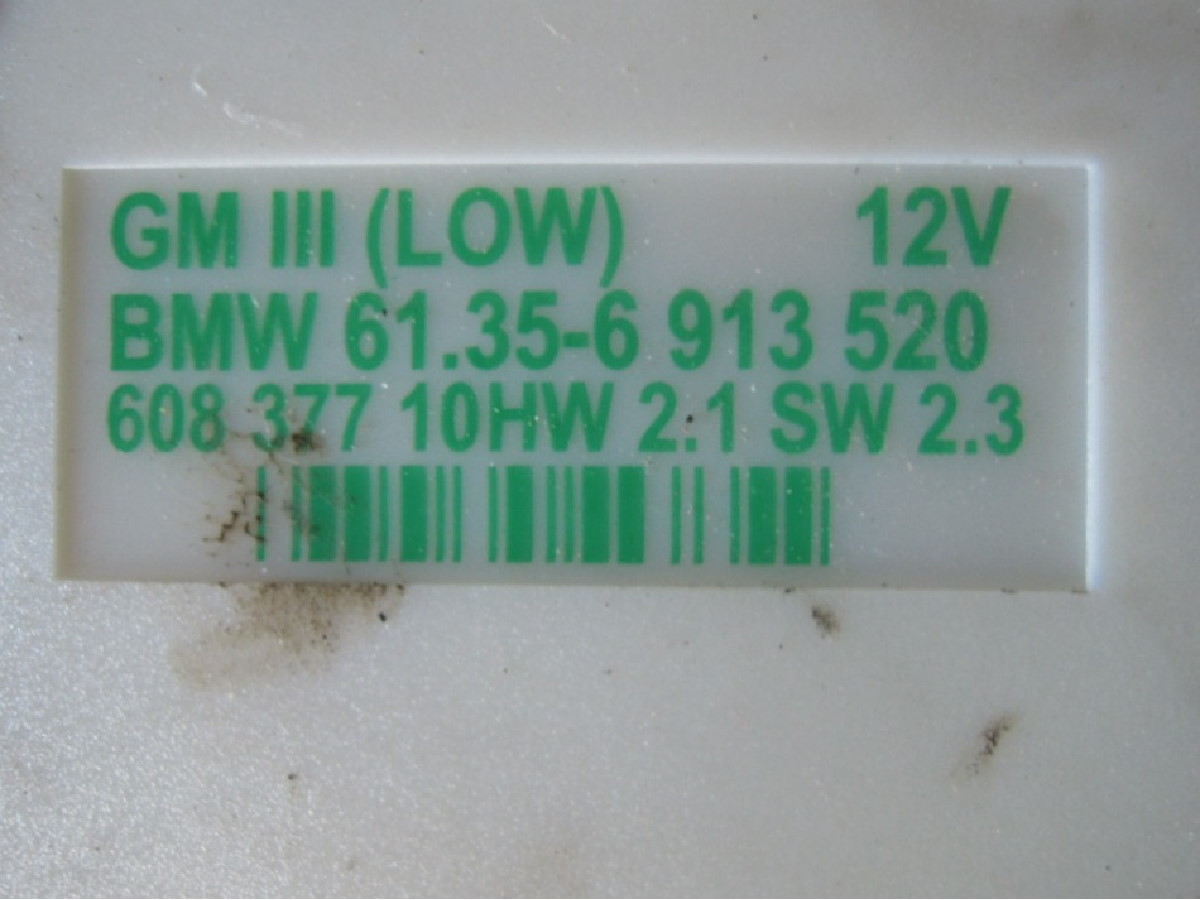 GM III (LOW) 12V
BMW 61.35-6 913 520
608 377 10HW 2.1 SW 2.3